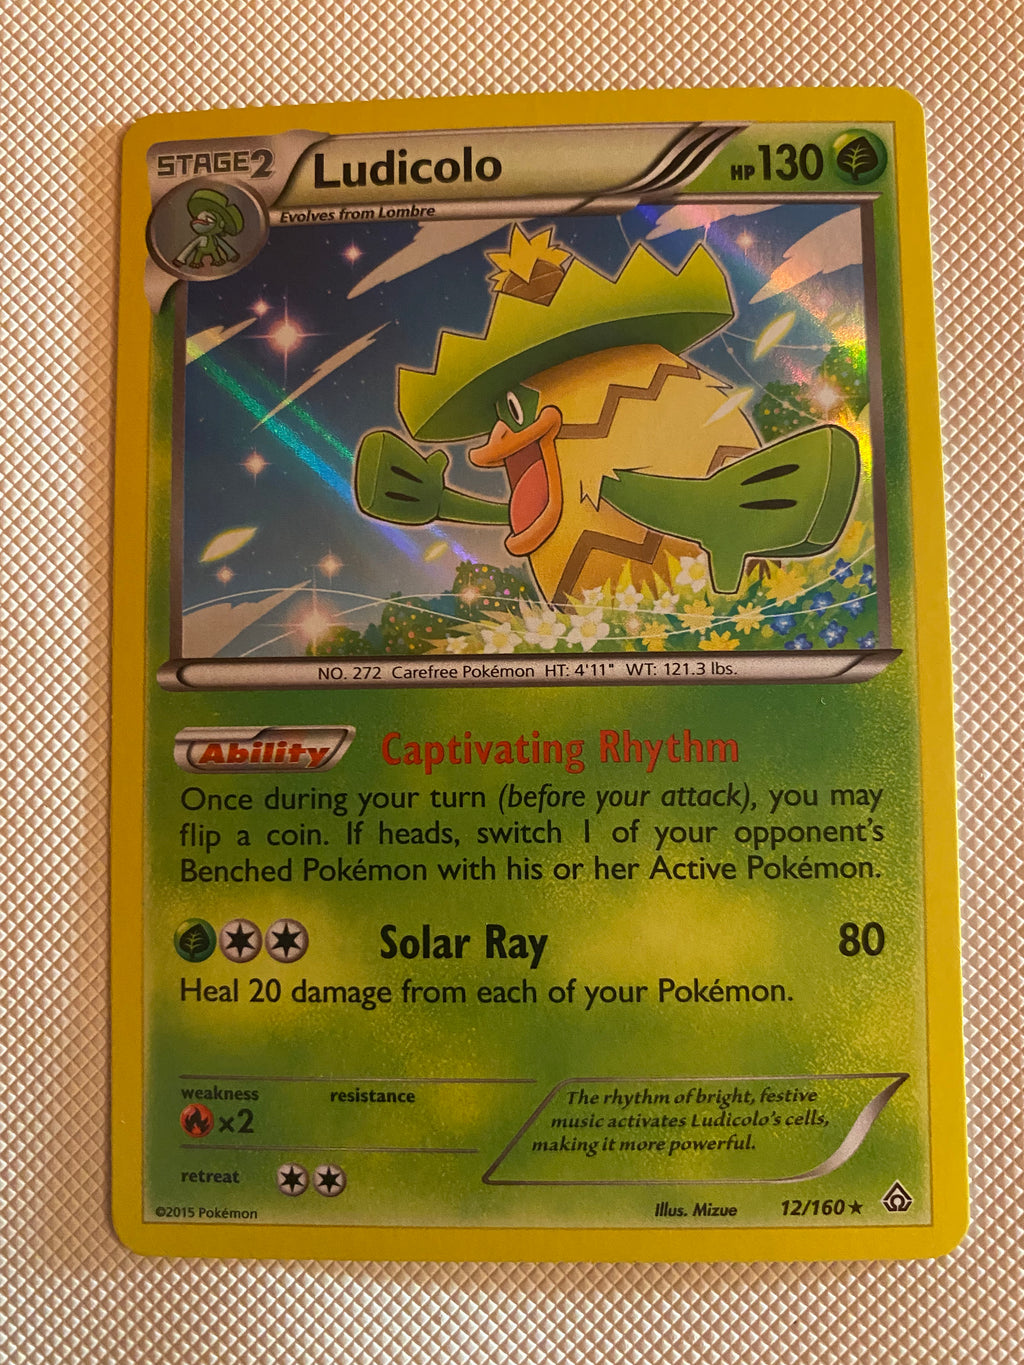 STAGE2
Ludicolo
HP130
Evolves from Lombre
NO. 272 Carefree Pokémon HT: 4'11" WT: 121.3 lbs.
Ability Captivating Rhythm
Once during your turn (before your attack), you may
flip a coin. If heads, switch 1 of your opponent's
Benched Pokémon with his or her Active Pokémon.
Solar Ray 80
Heal 20 damage from each of your Pokémon.
weakness resistance
×2
retreat
The rhythm of bright, festive
music activates Ludicolo's cells,
making it more powerful.
©2015 Pokémon
Illus. Mizue 12/160 ★